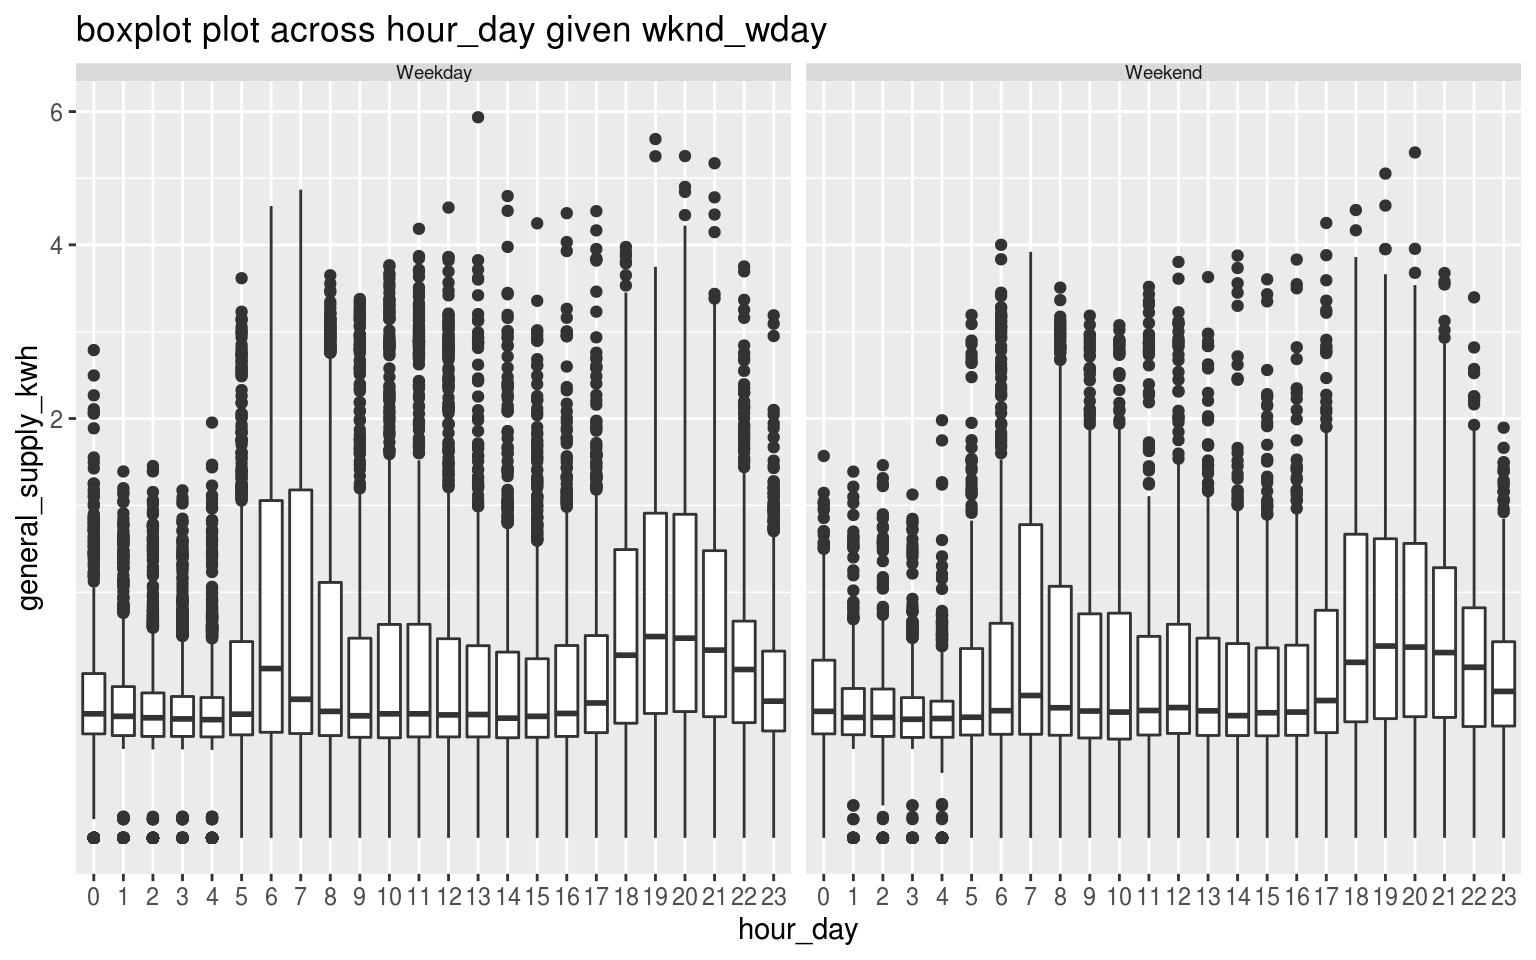 boxplot plot across hour_day given wknd_wday
Weekday
Weekend
6
4
2
general_supply_kwh
0 1 2 3 4 5 6 7 8 9 10 11 12 13 14 15 16 17 18 19 20 21 22 23
0 1 2 3 4 5 6 7 8 9 10 11 12 13 14 15 16 17 18 19 20 21 22 23
hour_day